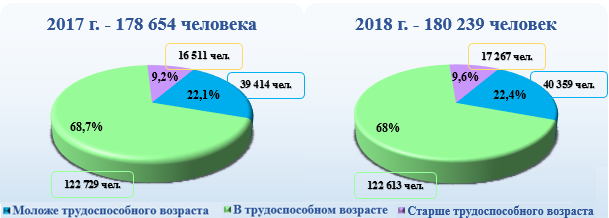 2017 г. - 178 654 человека
2018 г. - 180 239 человек
16 511 чел.
39 414 чел.
9,2%
22,1%
68,7%
122 729 чел.
17 267 чел.
40 359 чел.
9,6%
22,4%
68%
122 613 чел.
Моложе трудоспособного возраста В трудоспособном возрасте Старше трудоспособного возраста